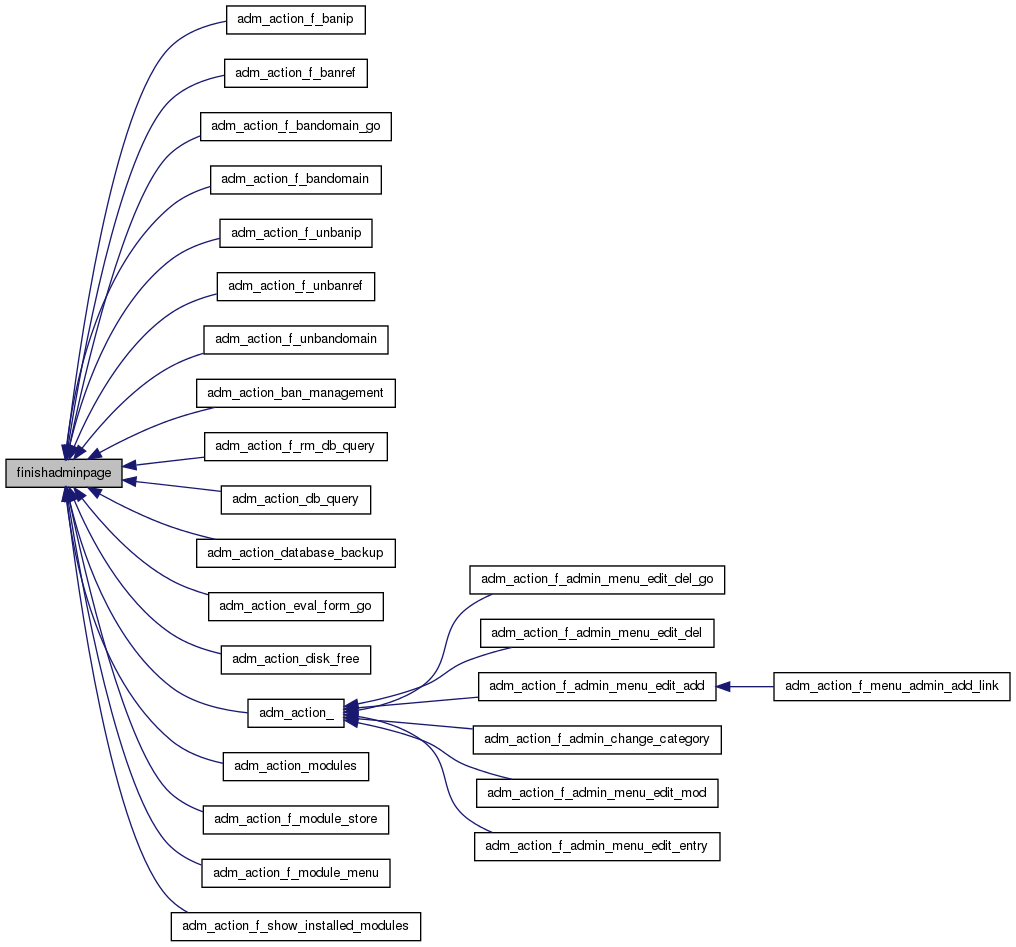 adm_action_f_banip
adm_action_f_banref
adm_action_f_bandomain_go
adm_action_f_bandomain
adm_action_f_unbanip
adm_action_f_unbanref
adm_action_f_unbandomain
adm_action_ban_management
adm_action_f_rm_db_query
finishadminpage
adm_action_db_query
adm_action_database_backup
adm_action_f_admin_menu_edit_del_go
adm_action_eval_form_go
adm_action_f_admin_menu_edit_del
adm_action_disk_free
adm_action_f_admin_menu_edit_add
adm_action_f_menu_admin_add_link
adm_action_
adm_action_f_admin_change_category
adm_action_modules
adm_action_f_admin_menu_edit_mod
adm_action_f_module_store
adm_action_f_admin_menu_edit_entry
adm_action_f_module_menu
adm_action_f_show_installed_modules